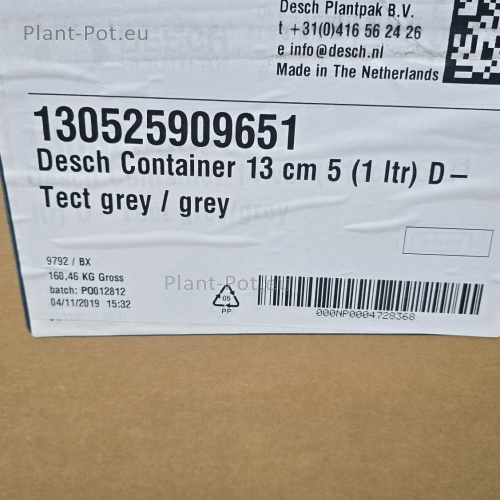 Plant-Pot.eu
Desch Plantpak B.V.
t +31(0)416 56 24 26
e info@desch.nl
Made in The Netherlands
130525909651
Desch Container 13 cm 5 (1 ltr) D–
Tect grey / grey
9792 / BX
160,46 KG Gross
batch: PO012812
04/11/2019 15:32
Plant-Pot.eu
05
PP
000NP0004728368